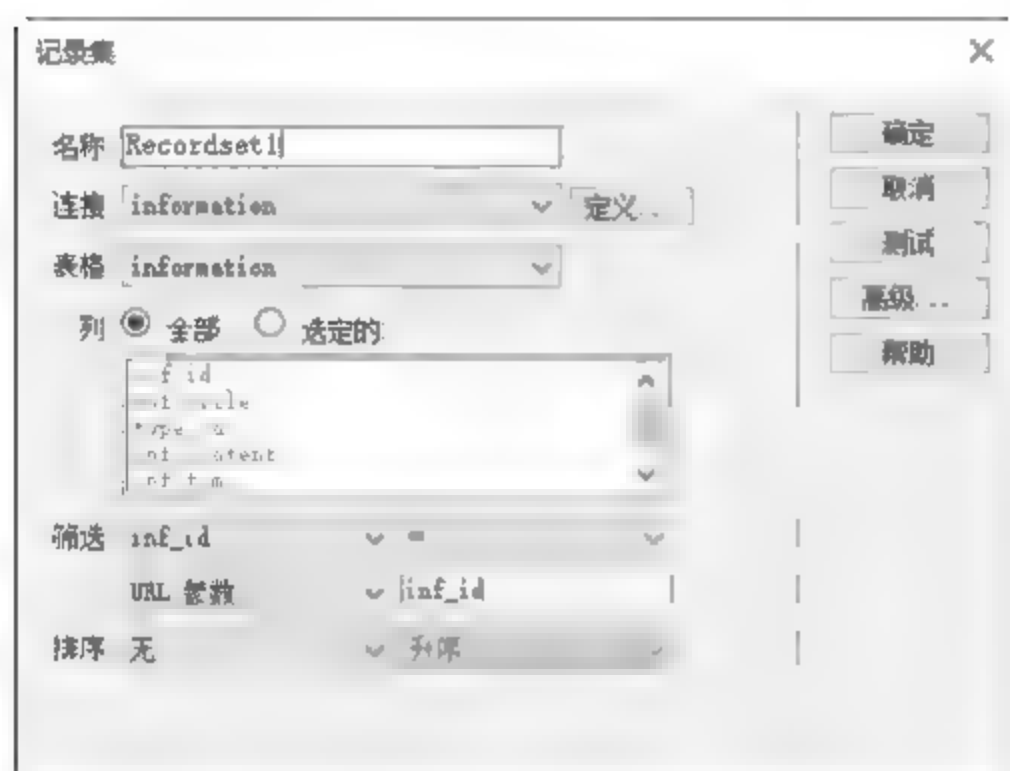 记录集
名称 Recordset1
确定
连接 information 定义...
取消
表格 information
测试
列 全部 选定的:
高级...
帮助
筛选 inf_id =
URL 参数 inf_id
排序 无 升序